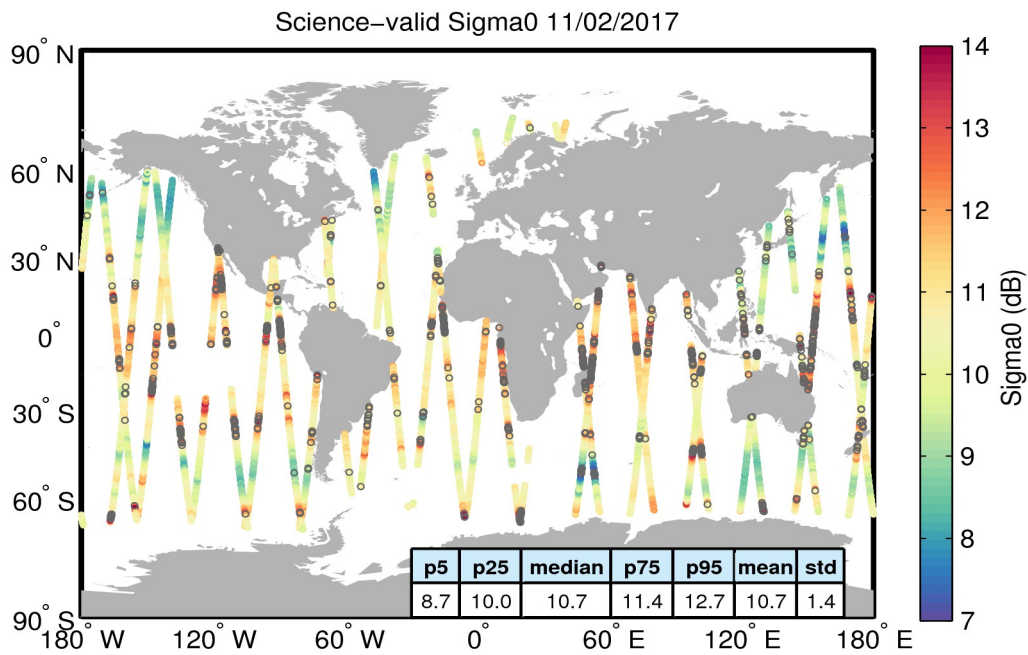 Science−valid Sigma0 11/02/2017
90° N
60° N
30° N
0°
30° S
60° S
90° S
180° W
120° W
60° W
0°
60° E
120° E
180° E
14
13
12
11
10
9
8
7
Sigma0 (dB)
p5 p25 median p75 p95 mean std
8.7 10.0 10.7 11.4 12.7 10.7 1.4